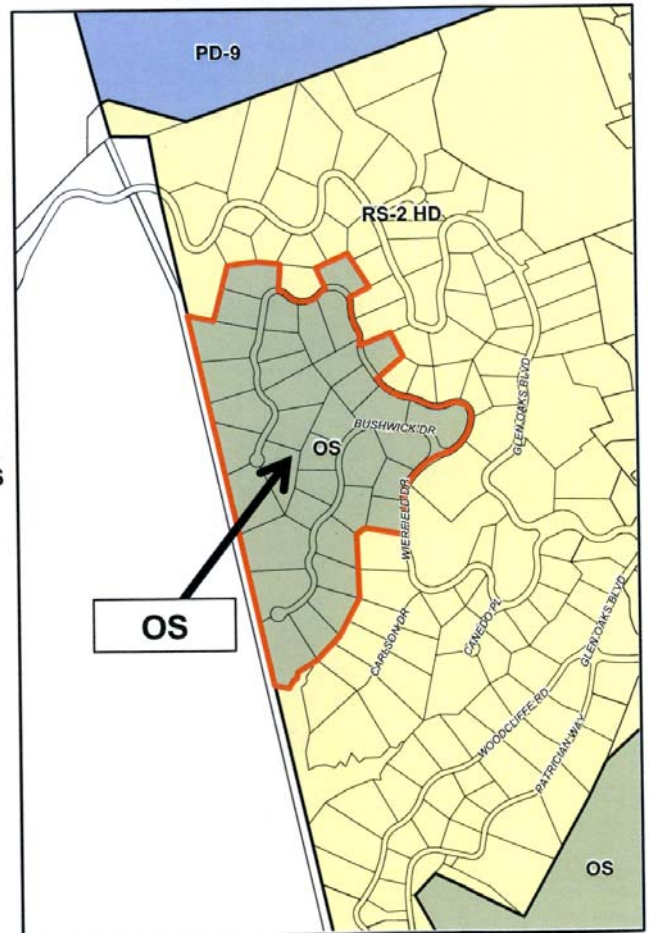 PD-9
RS-2 HD
GLEN OAKS BLVD
BUSHWICK DR
OS
WIERFIELD DR
OS
CARLSON DR
CANEDO PL
GLEN OAKS BLVD
WOODCLIFFE RD
PATRICIAN WAY
OS
S